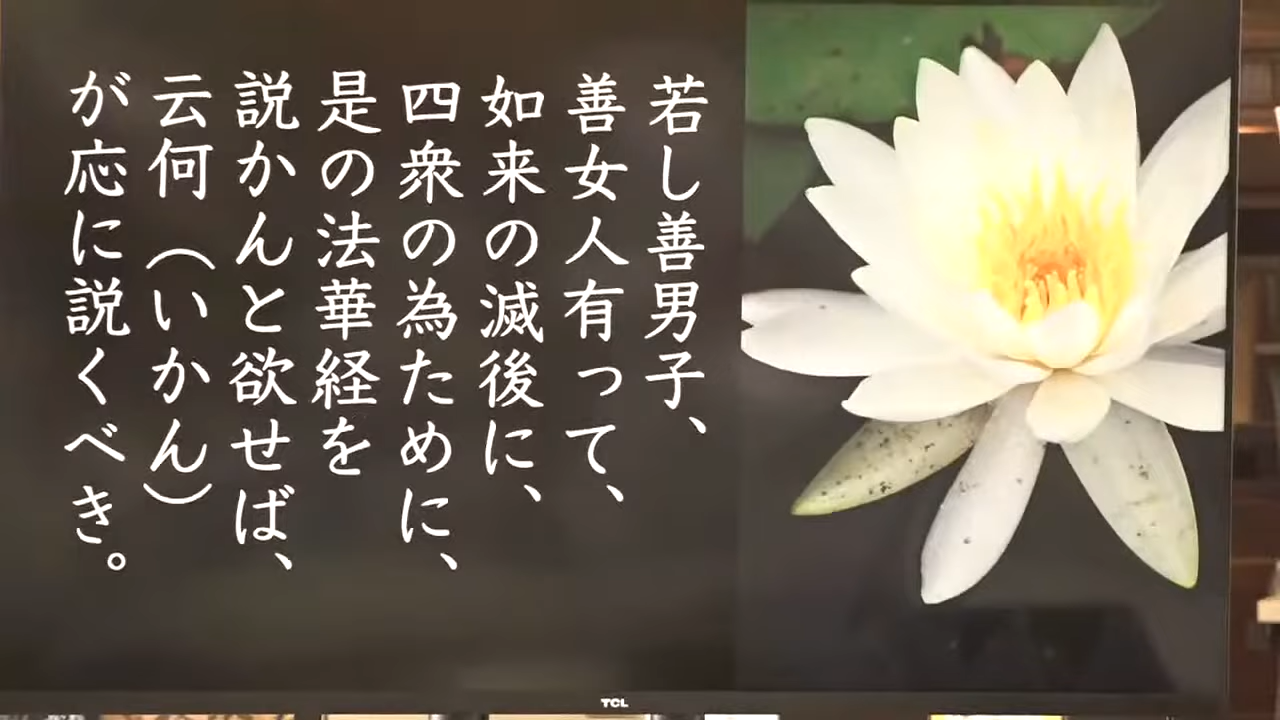 若し善男子、
善女人有って、
如来の滅後に、
四衆の為ために、
是の法華経を
説かんと欲せば、
云何（いかん）
が応に説くべき。
TCL